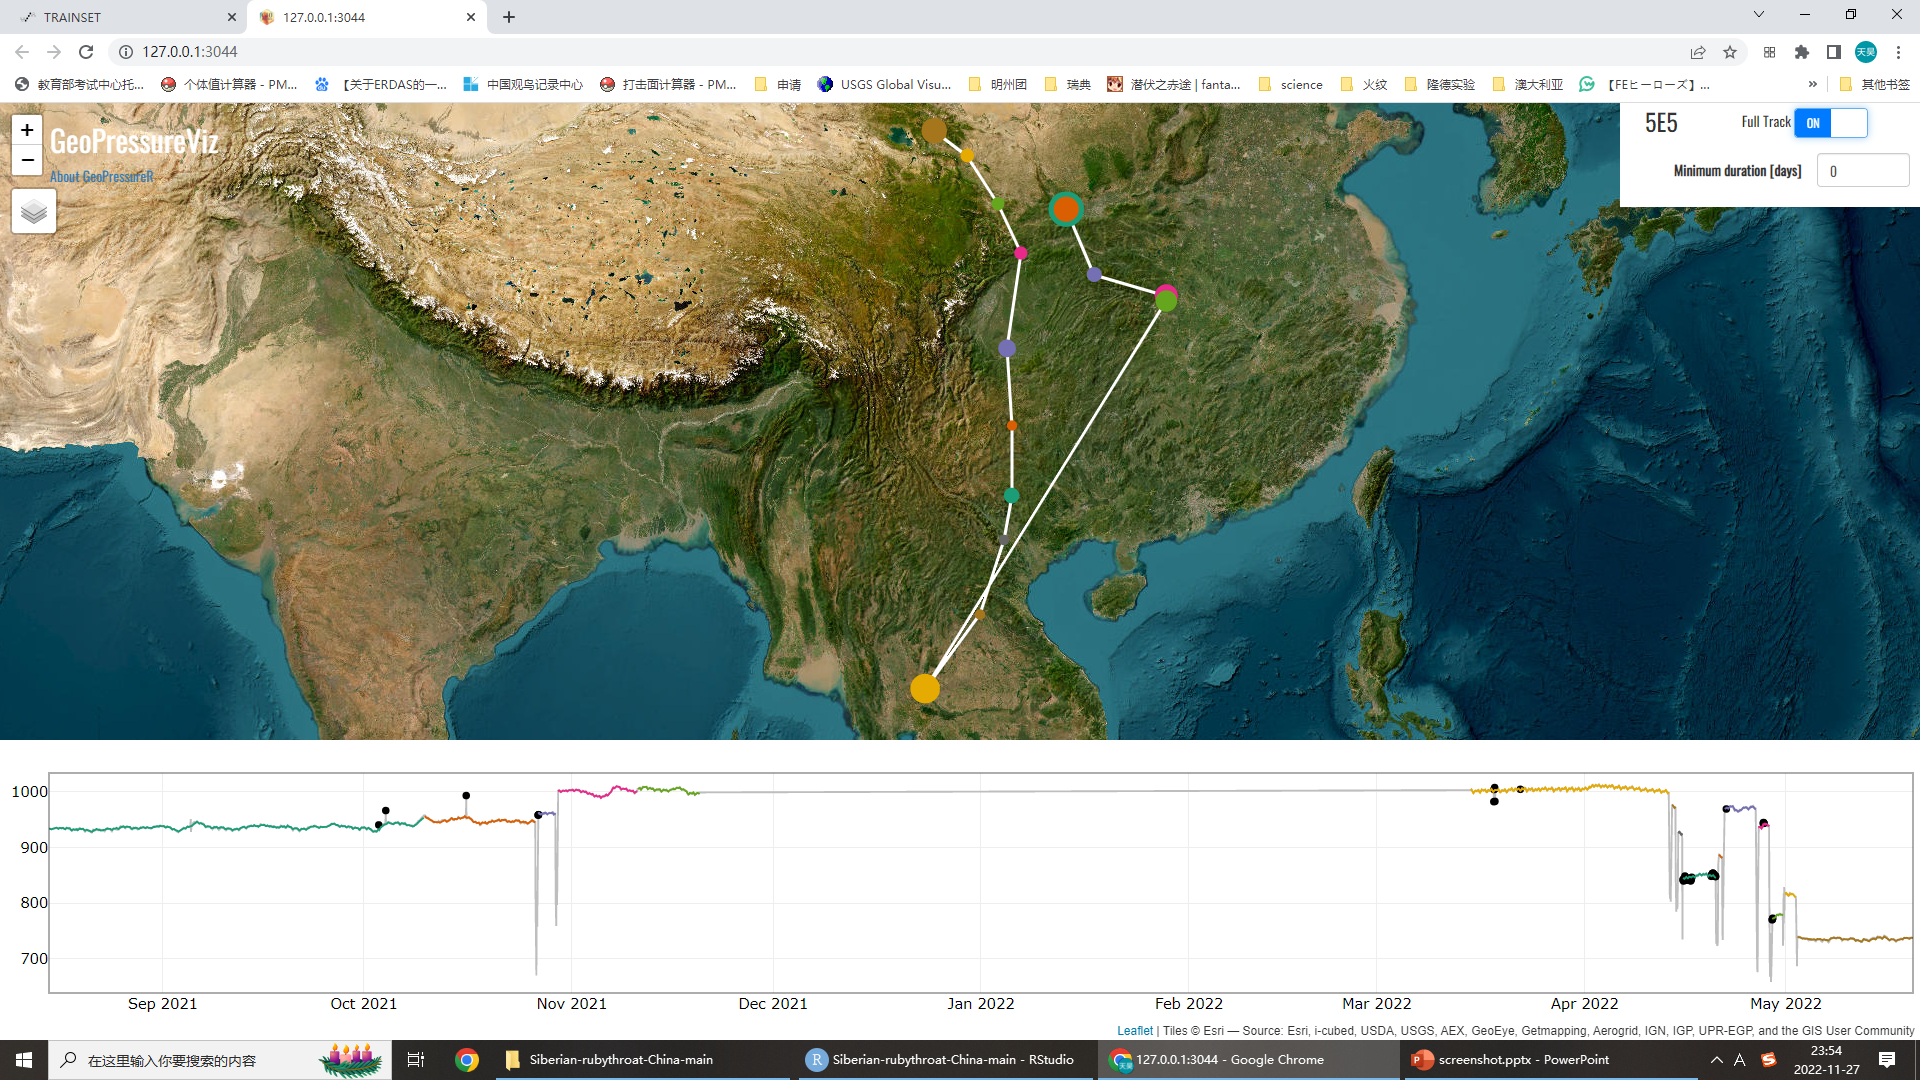 TRAINSET
127.0.0.1:3044
127.0.0.1:3044
教育部考试中心托...
个体值计算器 - PM...
【关于ERDAS的一...
中国观鸟记录中心
打击面计算器 - PM...
申请
USGS Global Visu...
明州团
瑞典
潜伏之赤途 | fanta...
science
火纹
隆德实验
澳大利亚
【FEヒーローズ】...
»
其他书签
天昊
+
−
GeoPressureViz
About GeoPressureR
5E5
Full Track
ON
Minimum duration [days]
0
1000
900
800
700
Sep 2021
Oct 2021
Nov 2021
Dec 2021
Jan 2022
Feb 2022
Mar 2022
Apr 2022
May 2022
Leaflet | Tiles © Esri — Source: Esri, i-cubed, USDA, USGS, AEX, GeoEye, Getmapping, Aerogrid, IGN, IGP, UPR-EGP, and the GIS User Community
在这里输入你要搜索的内容
Siberian-rubythroat-China-main
R
Siberian-rubythroat-China-main - RStudio
天昊
127.0.0.1:3044 - Google Chrome
P
screenshot.pptx - PowerPoint
A
S
23:54
2022-11-27